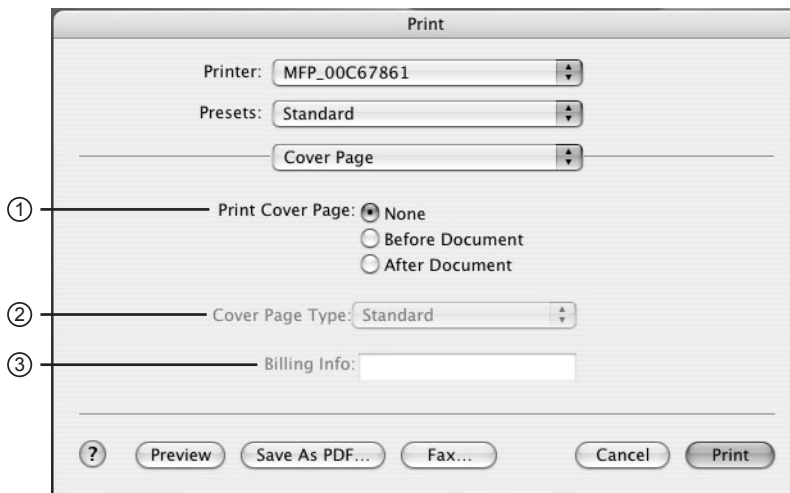 Print
Printer: MFP_00C67861
Presets: Standard
Cover Page
① Print Cover Page: None
Before Document
After Document
② Cover Page Type: Standard
③ Billing Info:
? Preview Save As PDF... Fax... Cancel Print